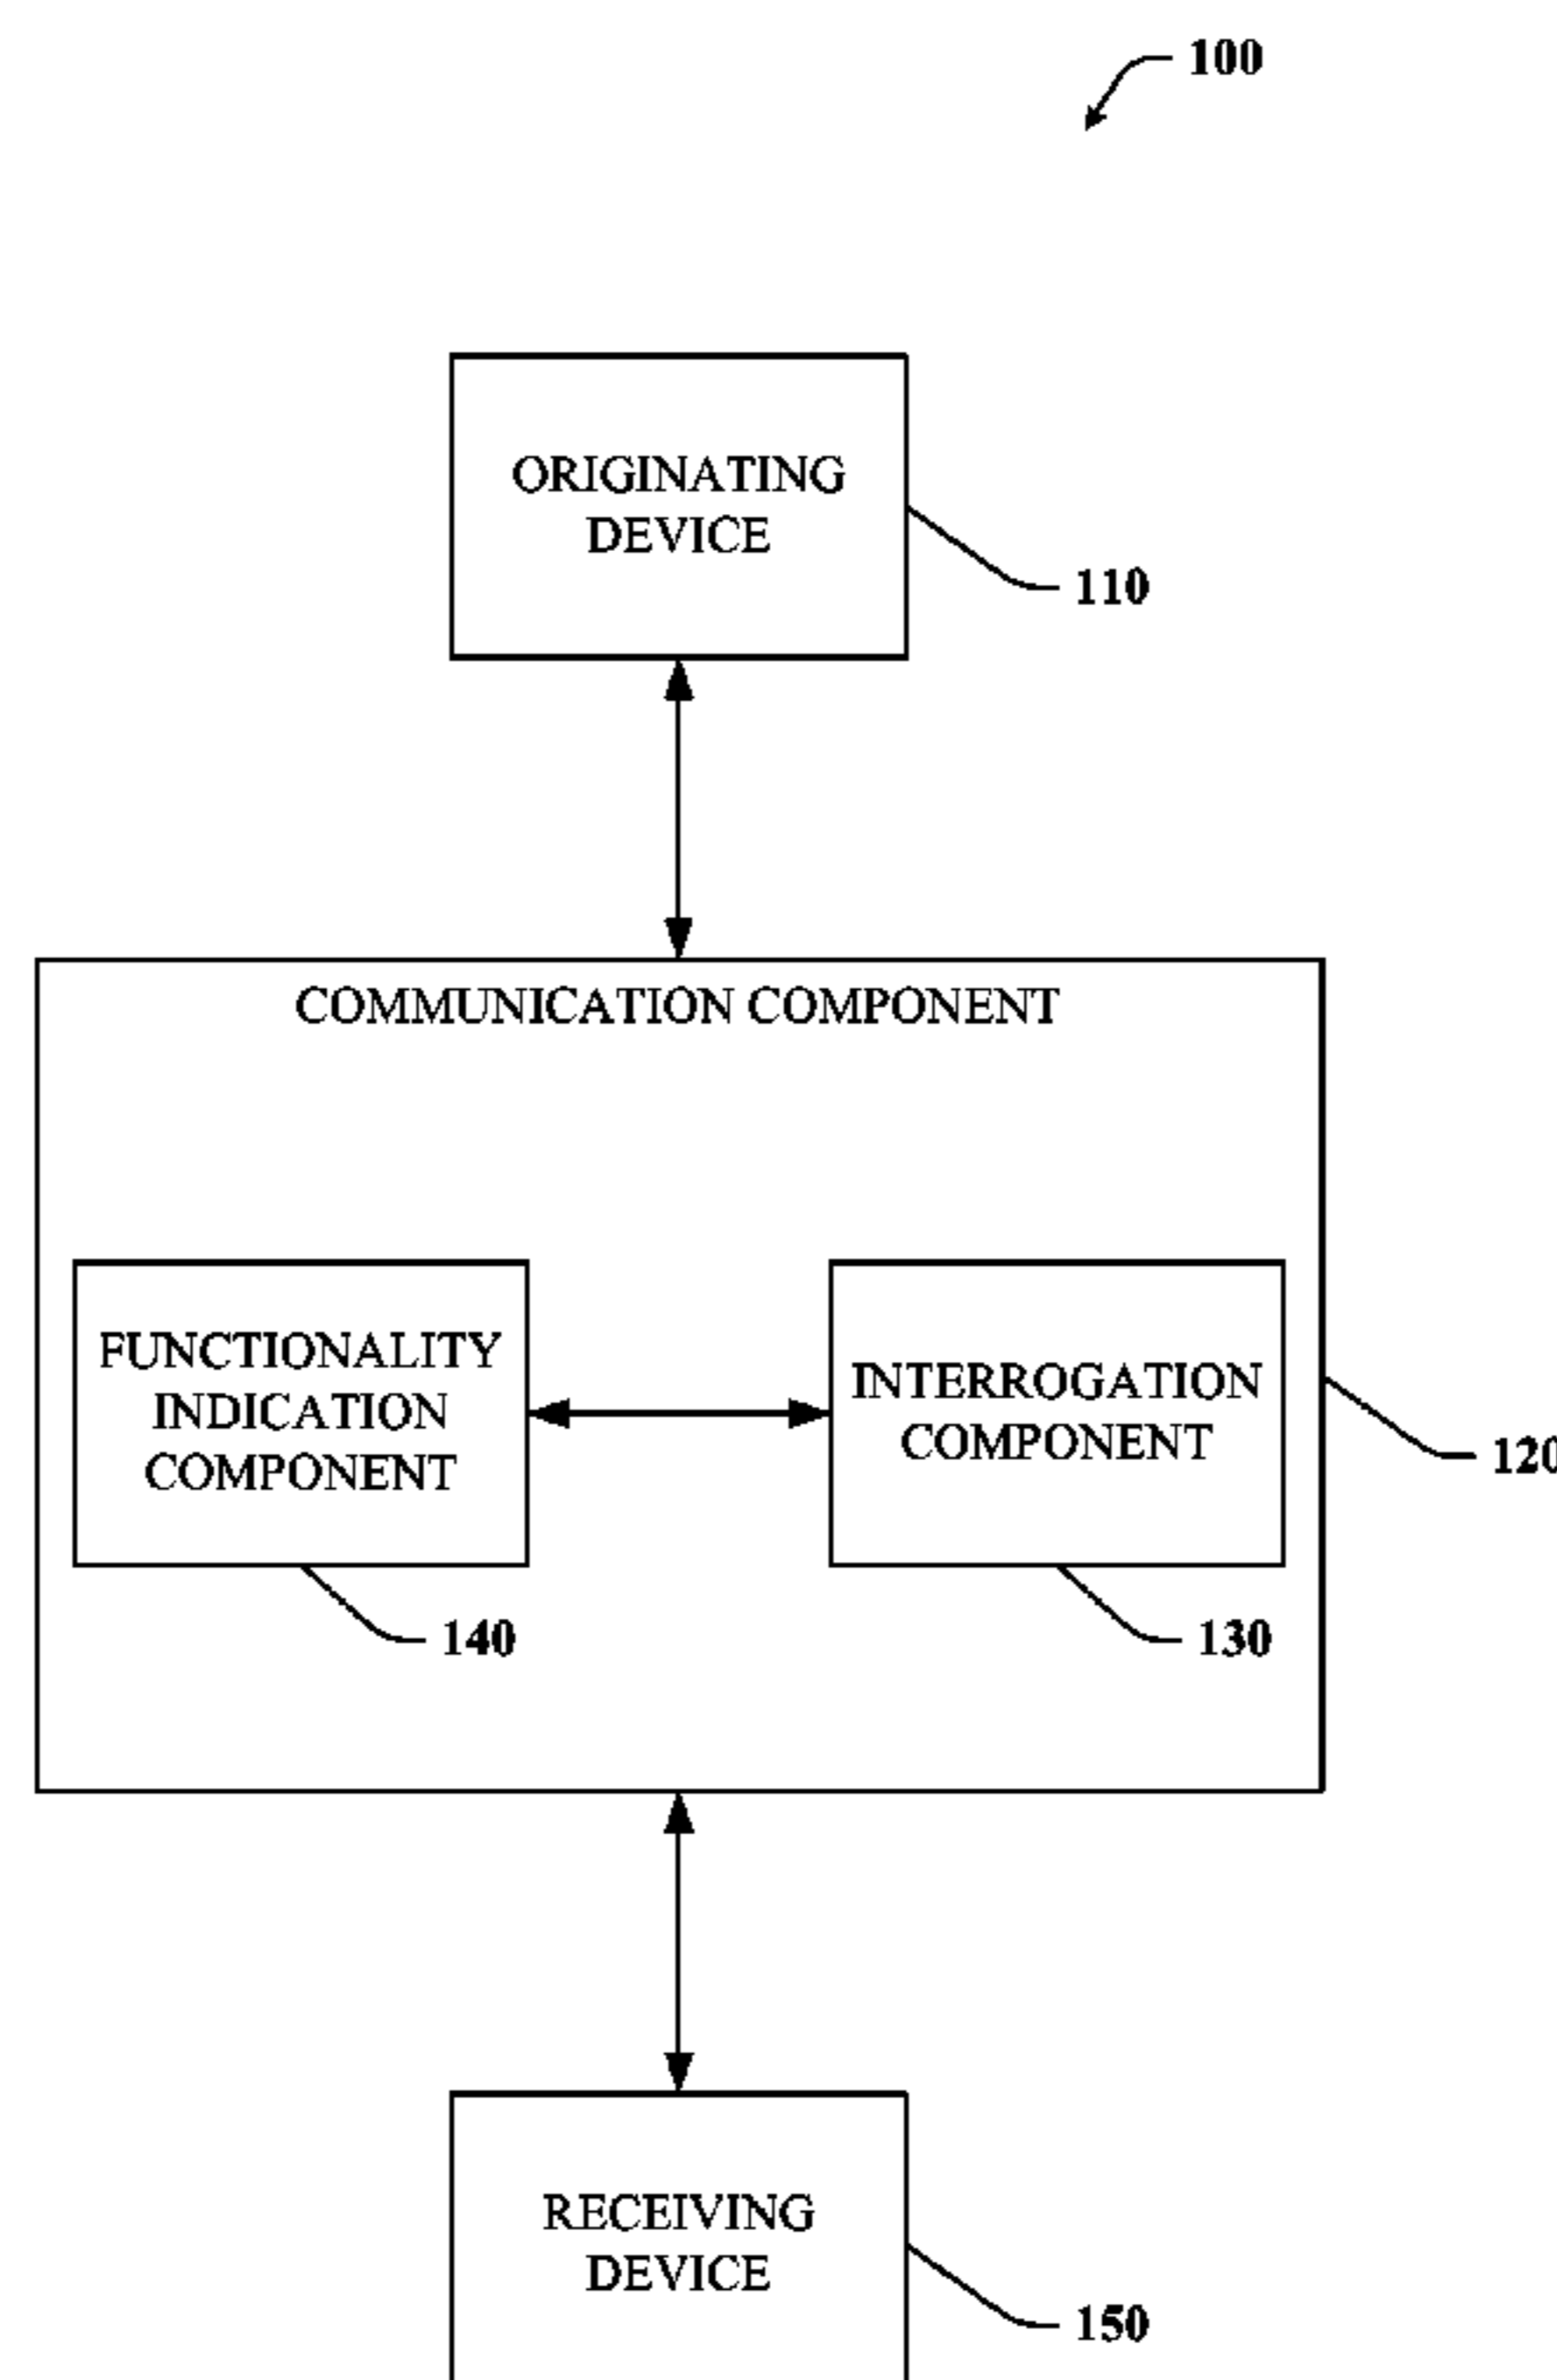 100
ORIGINATING
DEVICE
110
COMMUNICATION COMPONENT
FUNCTIONALITY
INDICATION
COMPONENT
INTERROGATION
COMPONENT
120
140
130
RECEIVING
DEVICE
150